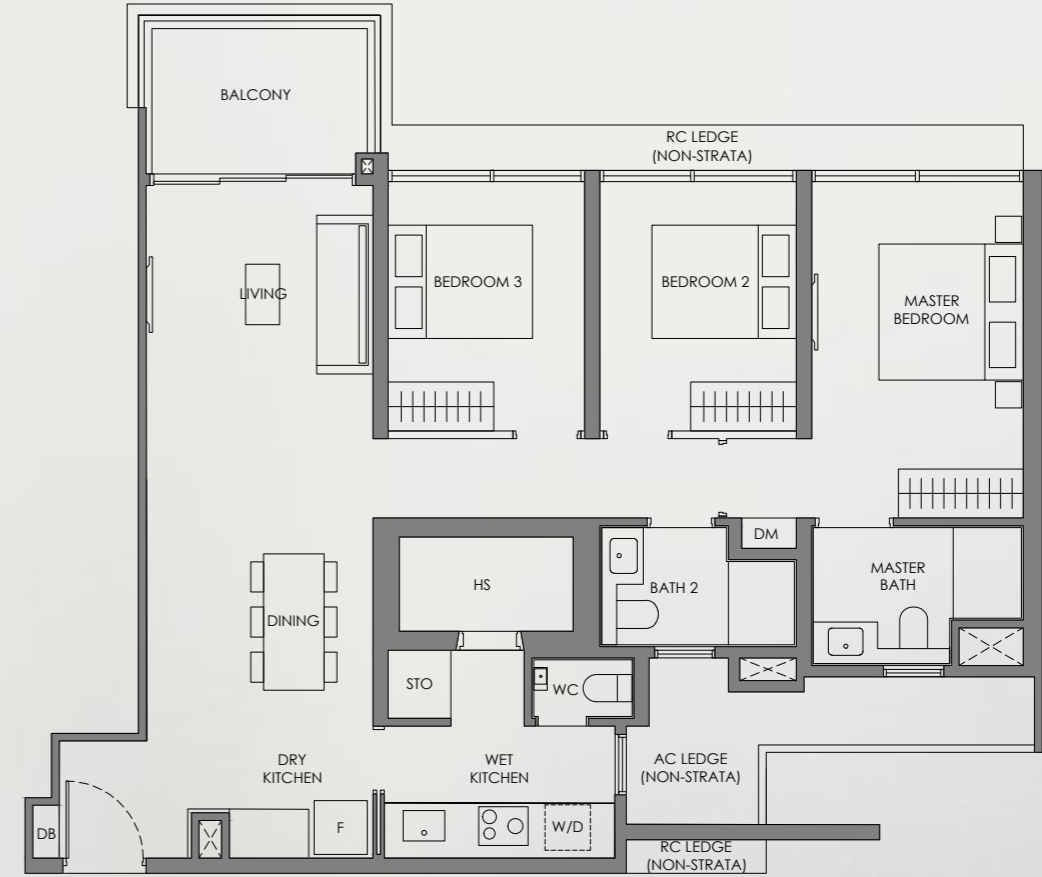 BALCONY
RC LEDGE
(NON-STRATA)
LIVING
BEDROOM 3
BEDROOM 2
MASTER
BEDROOM
DM
HS
BATH 2
MASTER
BATH
DINING
STO
WC
DRY
KITCHEN
WET
KITCHEN
AC LEDGE
(NON-STRATA)
DB
F
W/D
RC LEDGE
(NON-STRATA)